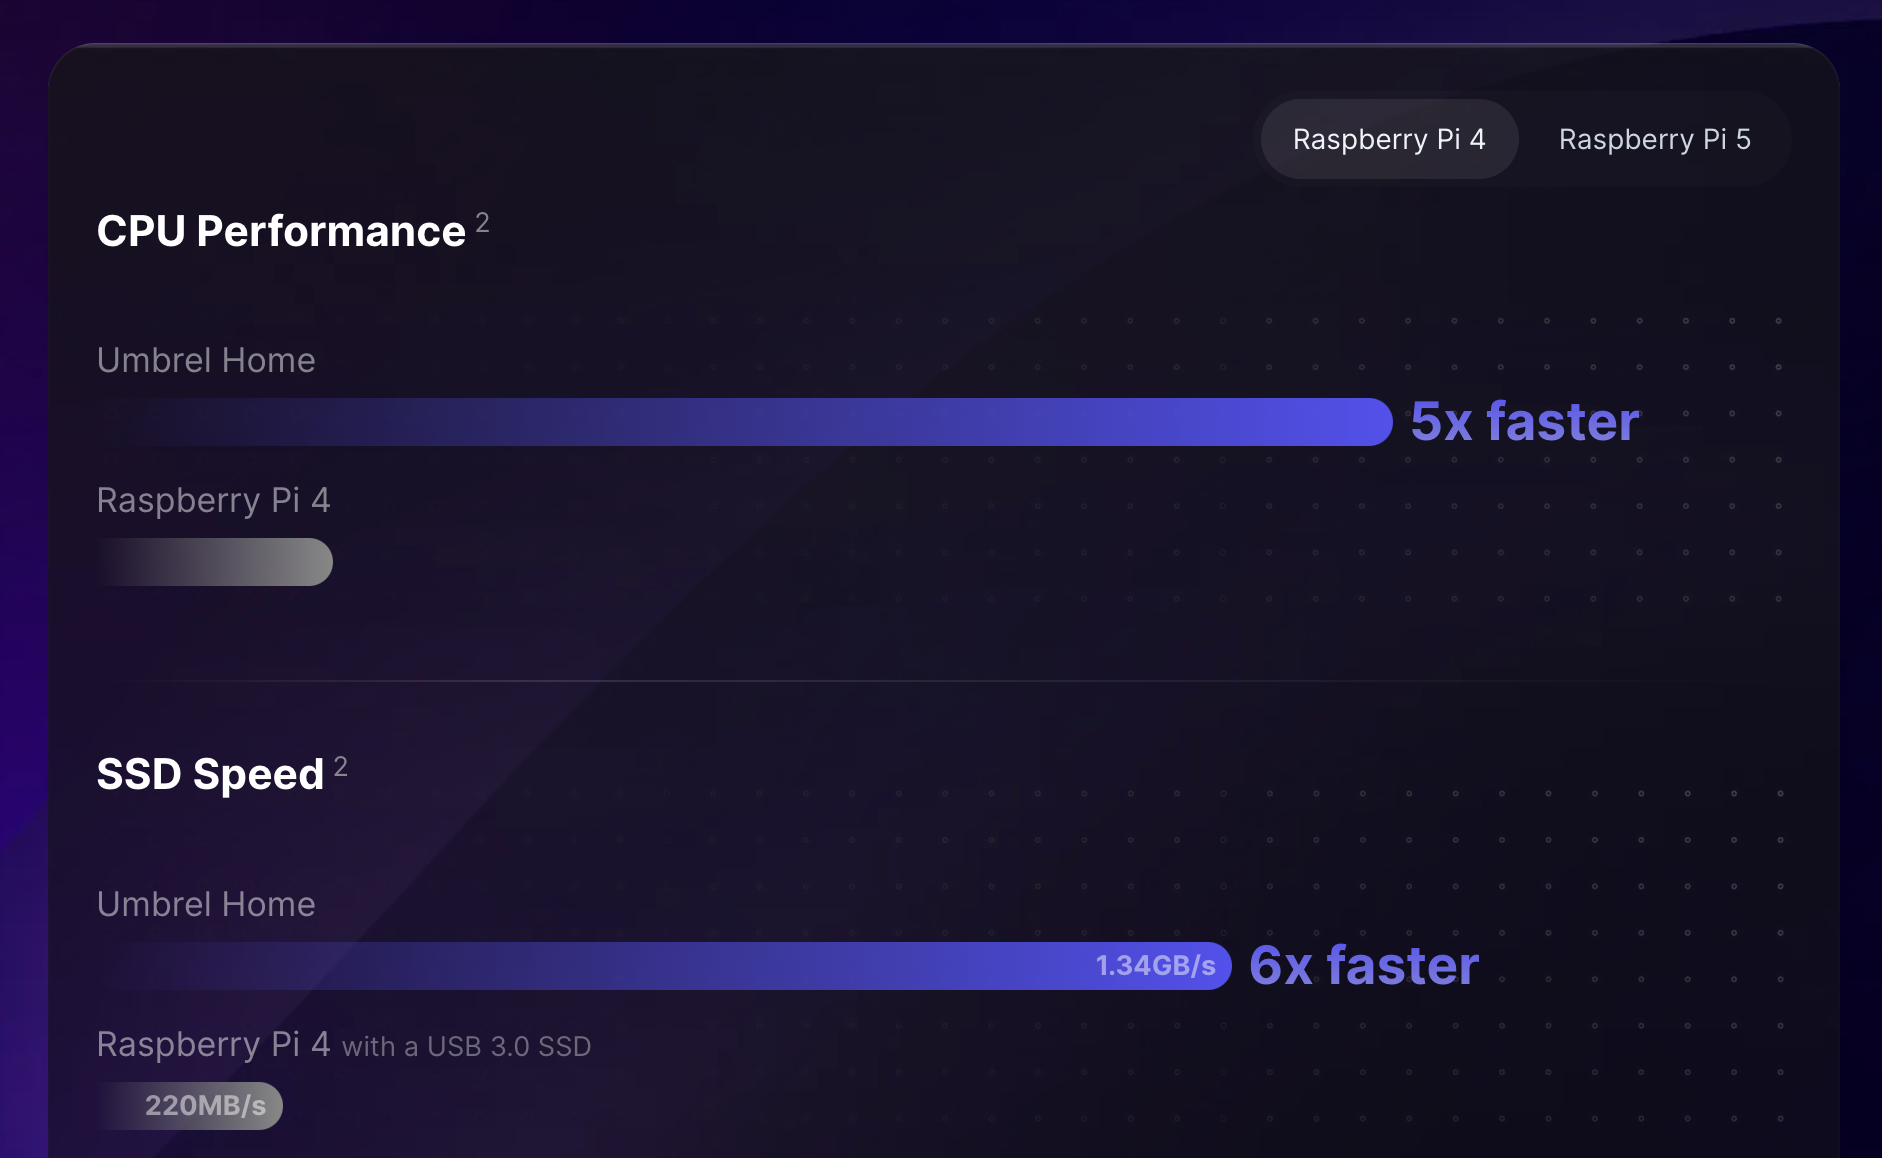 Raspberry Pi 4
Raspberry Pi 5
CPU Performance 2
Umbrel Home
5x faster
Raspberry Pi 4
SSD Speed 2
Umbrel Home
1.34GB/s
6x faster
Raspberry Pi 4 with a USB 3.0 SSD
220MB/s